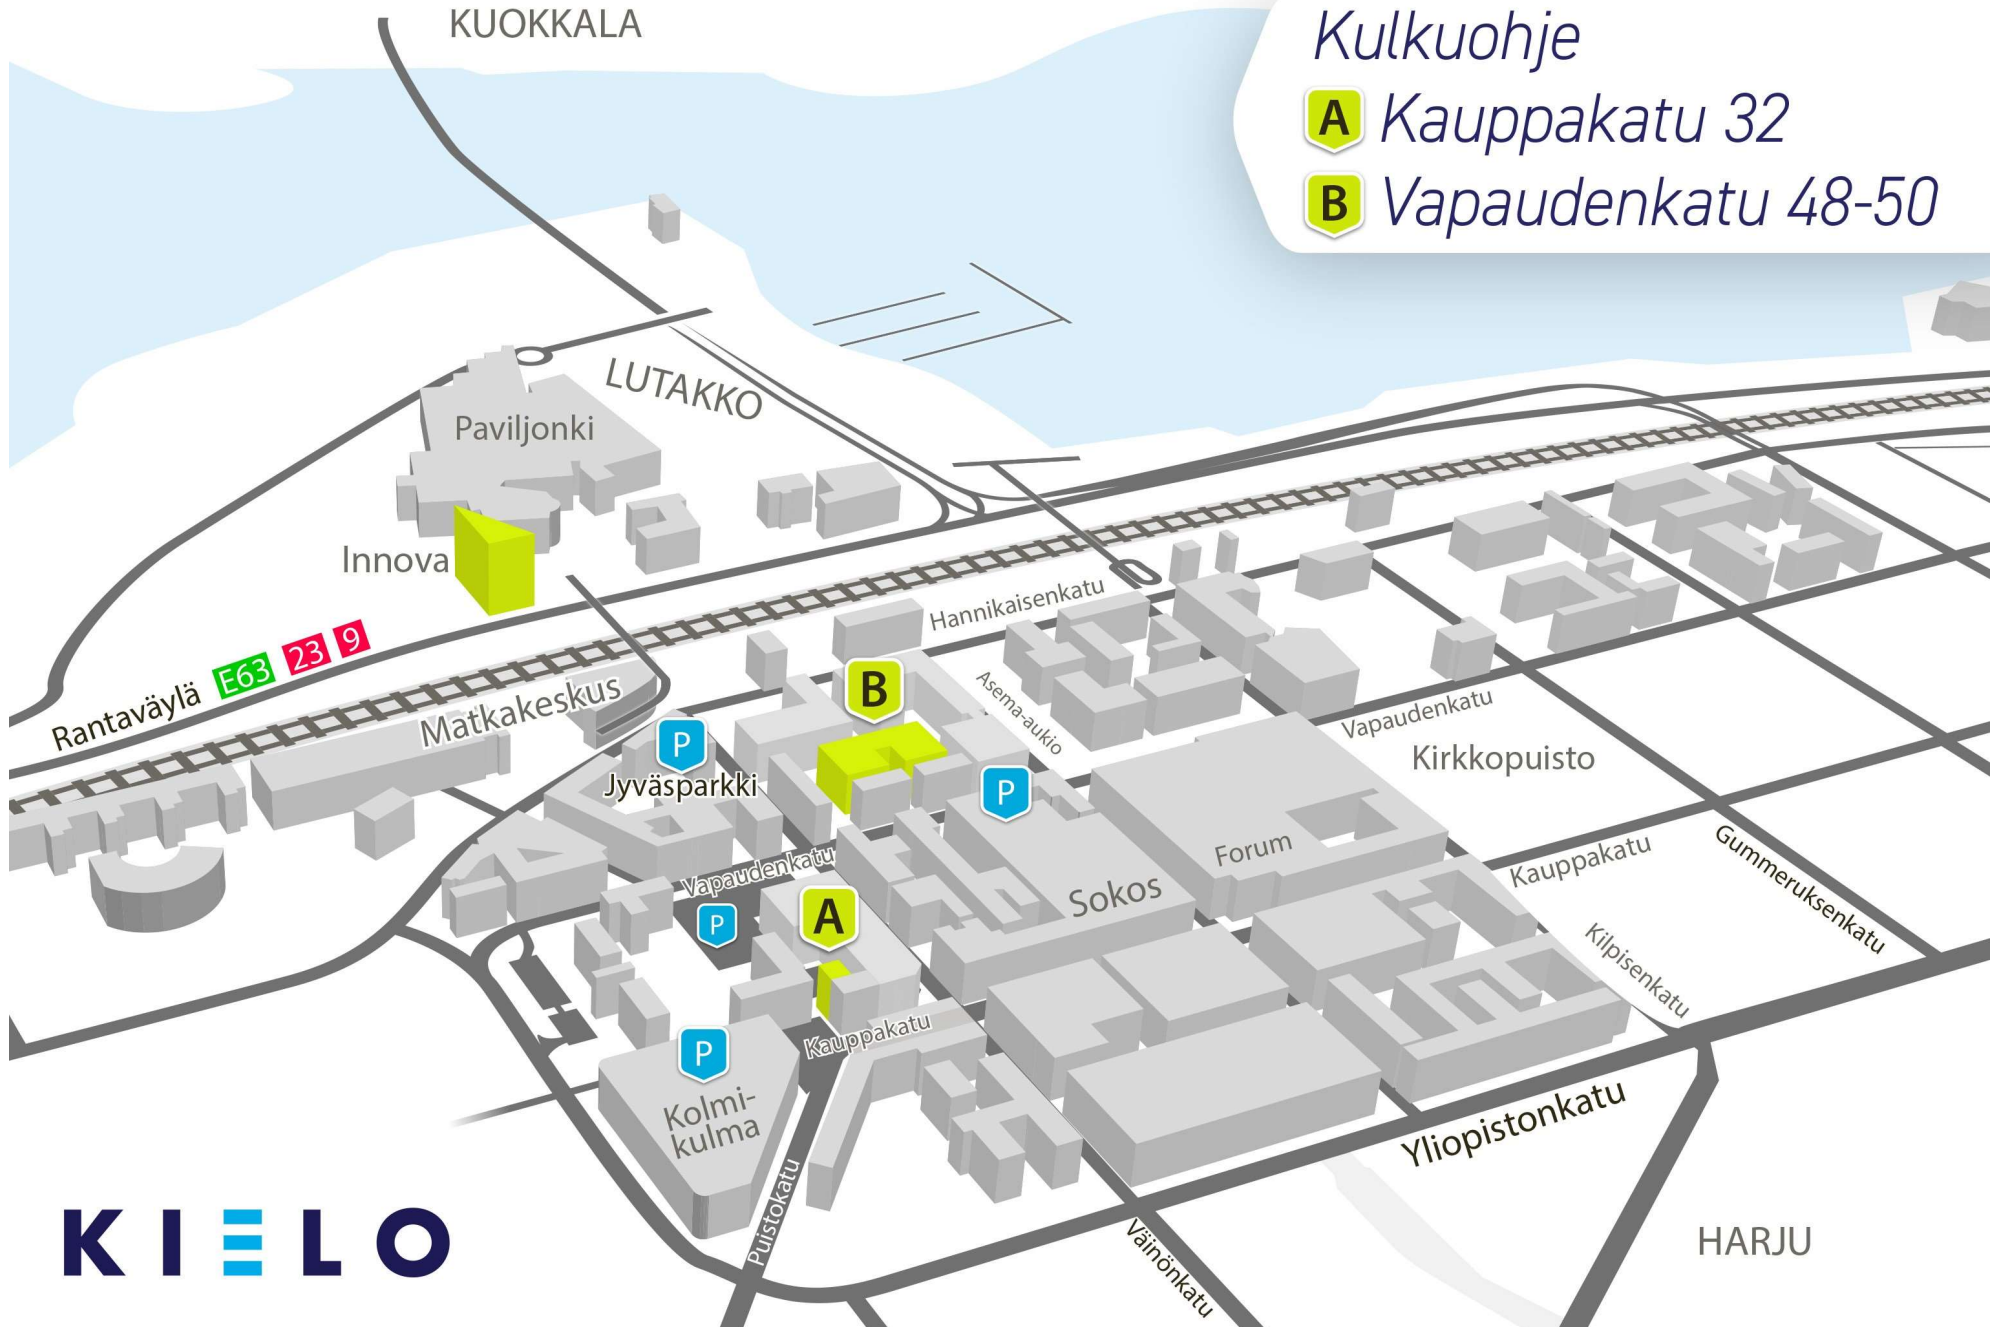 KUOKKALA
Kulkuohje
A Kauppakatu 32
B Vapaudenkatu 48-50
LUTAKKO
Paviljonki
Innova
Hannikaisenkatu
Rantaväylä E63 23 9
Matkakeskus
B
Asema-aukio
Vapaudenkatu
Kirkkopuisto
P
Jyväsparkki
P
Forum
Kauppakatu
Gummeruksenkatu
Vapaudenkatu
Sokos
A
P
Kilpisenkatu
Kauppakatu
P
Kolmi-
kulma
Yliopistonkatu
Puistokatu
Väinönkatu
HARJU
KIELO